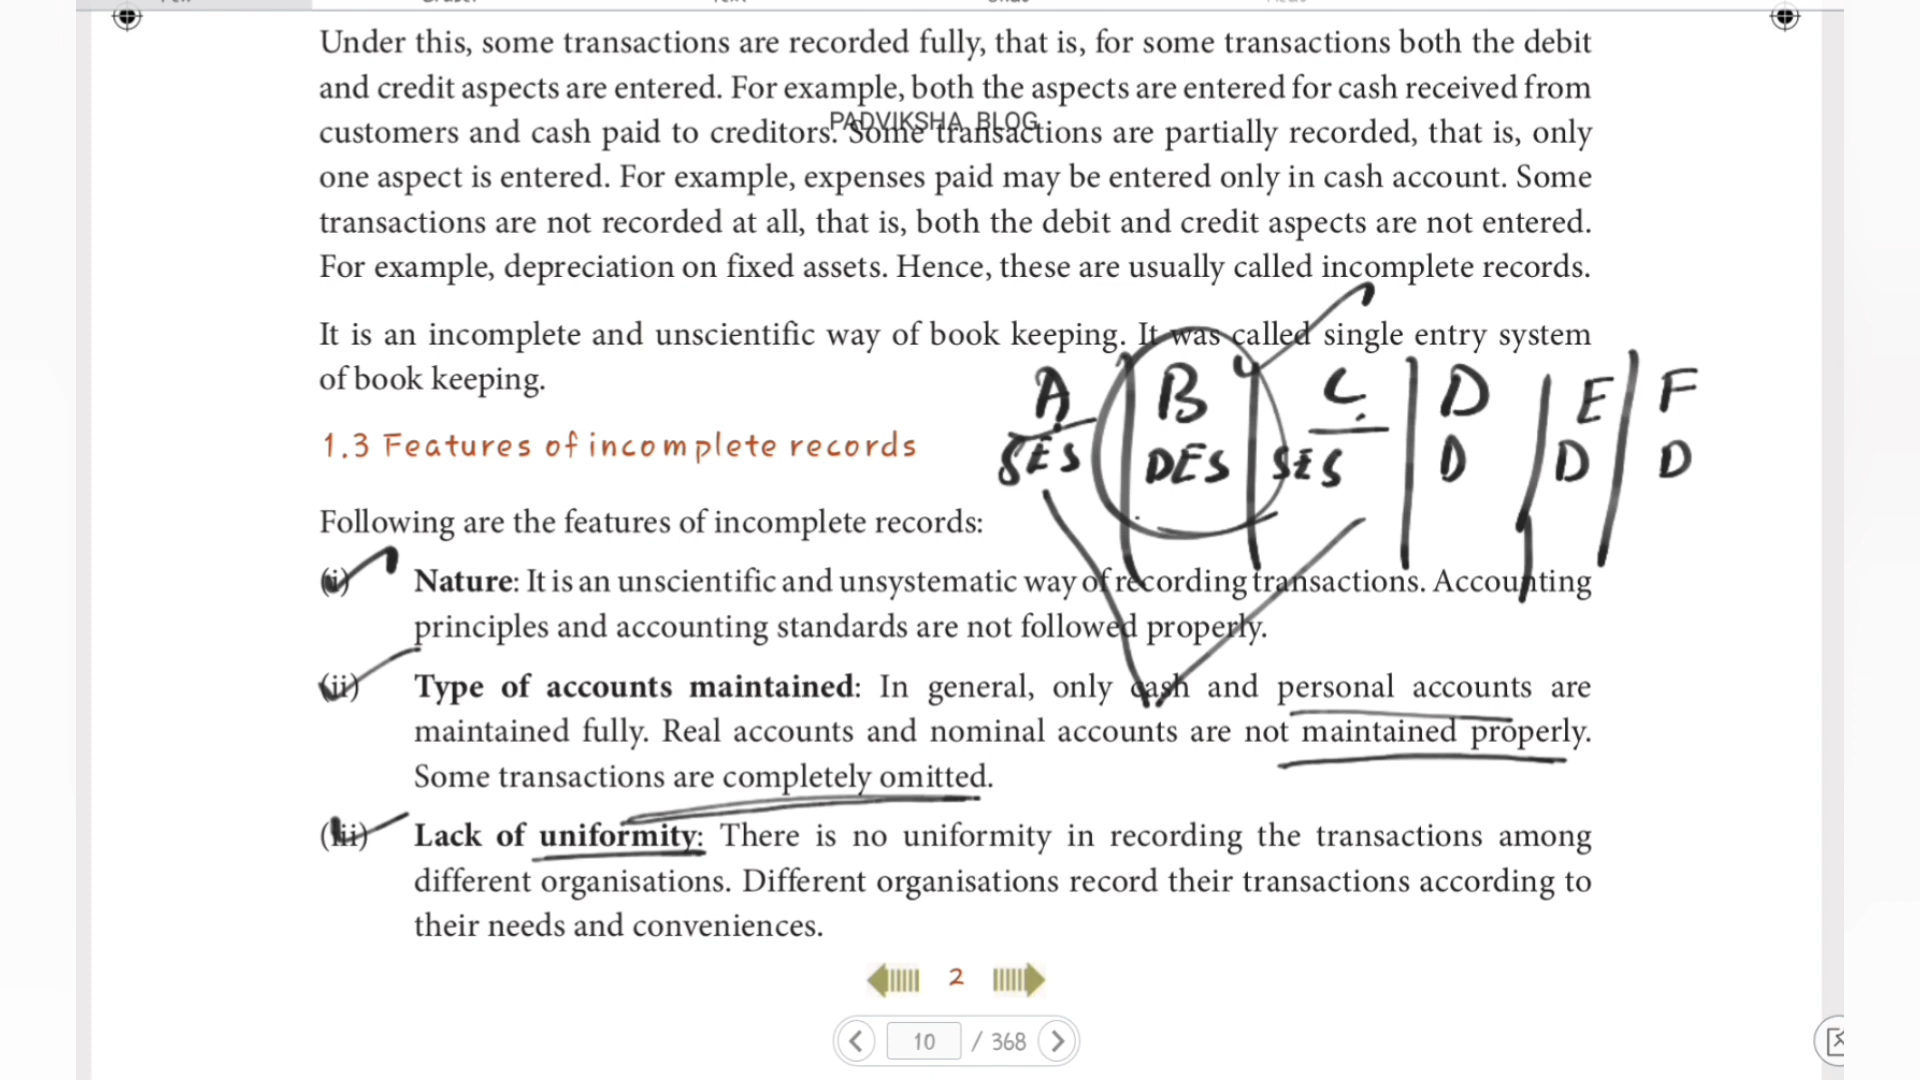 Under this, some transactions are recorded fully, that is, for some transactions both the debit
and credit aspects are entered. For example, both the aspects are entered for cash received from
PADVIKSHA BLOG
customers and cash paid to creditors. Some transactions are partially recorded, that is, only
one aspect is entered. For example, expenses paid may be entered only in cash account. Some
transactions are not recorded at all, that is, both the debit and credit aspects are not entered.
For example, depreciation on fixed assets. Hence, these are usually called incomplete records.
It is an incomplete and unscientific way of book keeping. It was called single entry system
of book keeping.
A B C D E F
SES DES SES D D D
1.3 Features of incomplete records
Following are the features of incomplete records:
(i) Nature: It is an unscientific and unsystematic way of recording transactions. Accounting
principles and accounting standards are not followed properly.
(ii) Type of accounts maintained: In general, only cash and personal accounts are
maintained fully. Real accounts and nominal accounts are not maintained properly.
Some transactions are completely omitted.
(iii) Lack of uniformity: There is no uniformity in recording the transactions among
different organisations. Different organisations record their transactions according to
their needs and conveniences.
2
10 / 368